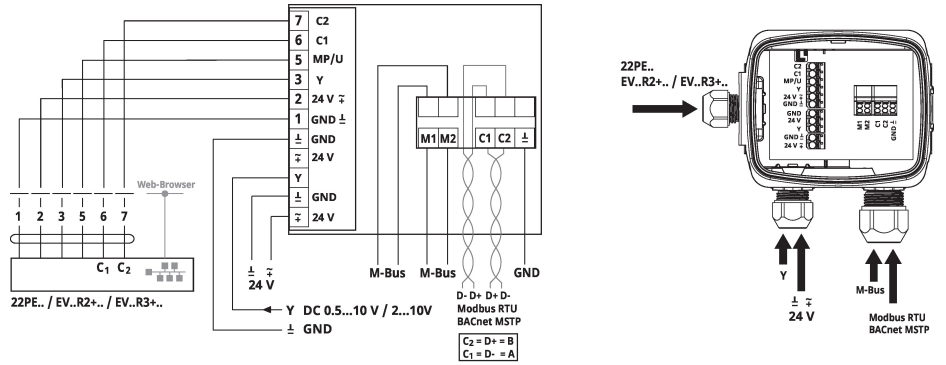 7 C2
6 C1
5 MP/U
3 Y
2 24 V ⎓~
1 GND ⊥
⊥ GND
⎓~ 24 V
Y
⊥ GND
⎓~ 24 V
M1 M2 C1 C2 ⊥
Web-Browser
1 2 3 5 6 7
C1 C2
22PE.. / EV..R2+.. / EV..R3+..
⊥ ⎓~
24 V
M-Bus M-Bus GND
D- D+ D+ D-
Modbus RTU
BACnet MSTP
Y DC 0.5...10 V / 2...10V
⊥ GND
C2 = D+ = B
C1 = D- = A
22PE..
EV..R2+.. / EV..R3+..
C2
C1
MP/U
Y
24 V ⎓~
GND ⊥
GND
24 V
Y
GND ⊥
24 V ⎓~
M1
M2
C1
C2
GND ⊥
Y
⊥ ⎓~
24 V
M-Bus
Modbus RTU
BACnet MSTP